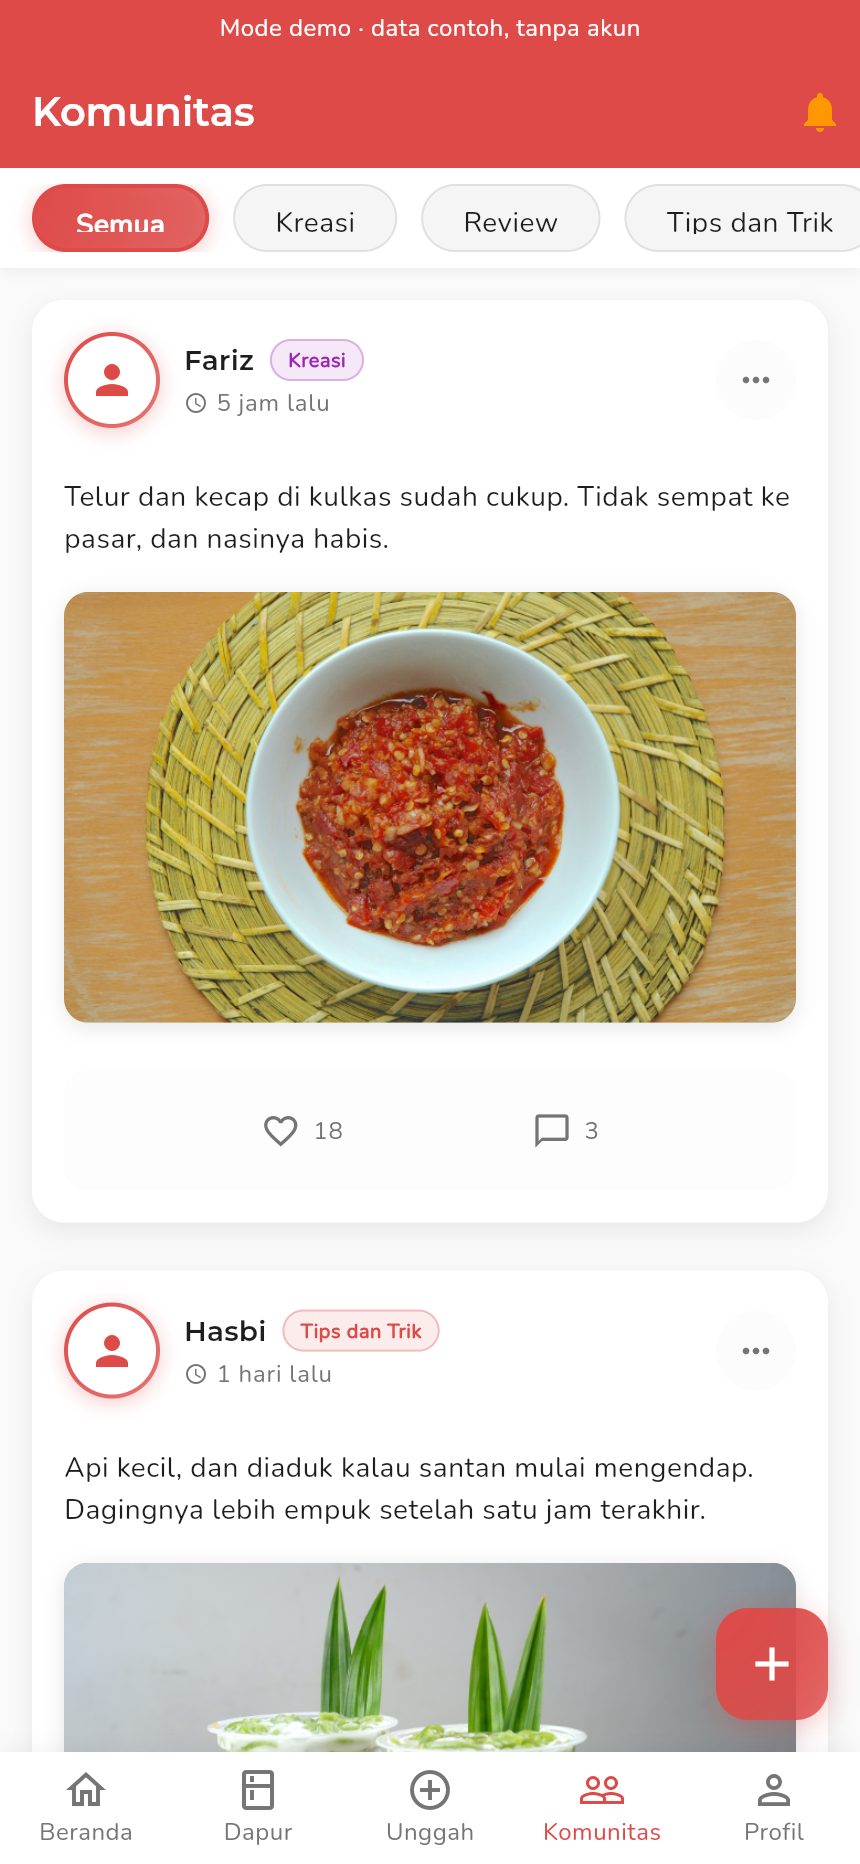 Mode demo · data contoh, tanpa akun
Komunitas
Semua
Kreasi
Review
Tips dan Trik
Fariz
Kreasi
5 jam lalu
Telur dan kecap di kulkas sudah cukup. Tidak sempat ke
pasar, dan nasinya habis.
18
3
Hasbi
Tips dan Trik
1 hari lalu
Api kecil, dan diaduk kalau santan mulai mengendap.
Dagingnya lebih empuk setelah satu jam terakhir.
Beranda
Dapur
Unggah
Komunitas
Profil